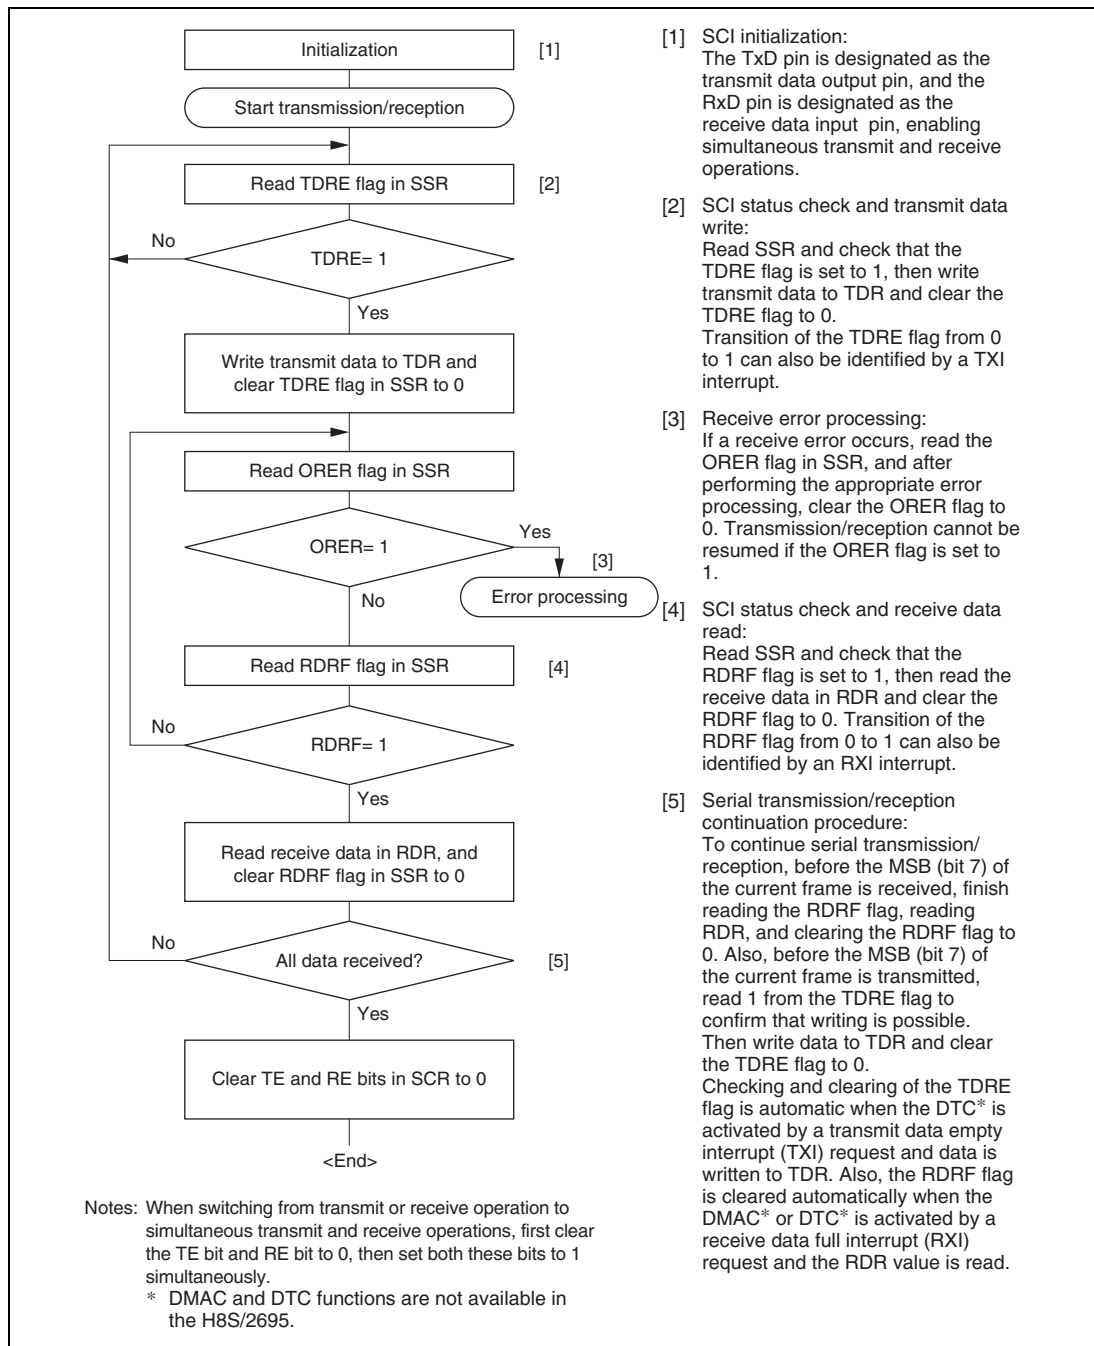 Initialization
[1]
Start transmission/reception
Read TDRE flag in SSR
[2]
No
TDRE= 1
Yes
Write transmit data to TDR and
clear TDRE flag in SSR to 0
Read ORER flag in SSR
ORER= 1
Yes
[3]
Error processing
No
Read RDRF flag in SSR
[4]
No
RDRF= 1
Yes
Read receive data in RDR, and
clear RDRF flag in SSR to 0
No
All data received?
[5]
Yes
Clear TE and RE bits in SCR to 0
<End>
Notes: When switching from transmit or receive operation to
simultaneous transmit and receive operations, first clear
the TE bit and RE bit to 0, then set both these bits to 1
simultaneously.
* DMAC and DTC functions are not available in
the H8S/2695.
[1] SCI initialization:
The TxD pin is designated as the
transmit data output pin, and the
RxD pin is designated as the
receive data input pin, enabling
simultaneous transmit and receive
operations.
[2] SCI status check and transmit data
write:
Read SSR and check that the
TDRE flag is set to 1, then write
transmit data to TDR and clear the
TDRE flag to 0.
Transition of the TDRE flag from 0
to 1 can also be identified by a TXI
interrupt.
[3] Receive error processing:
If a receive error occurs, read the
ORER flag in SSR, and after
performing the appropriate error
processing, clear the ORER flag to
0. Transmission/reception cannot be
resumed if the ORER flag is set to
1.
[4] SCI status check and receive data
read:
Read SSR and check that the
RDRF flag is set to 1, then read the
receive data in RDR and clear the
RDRF flag to 0. Transition of the
RDRF flag from 0 to 1 can also be
identified by an RXI interrupt.
[5] Serial transmission/reception
continuation procedure:
To continue serial transmission/
reception, before the MSB (bit 7) of
the current frame is received, finish
reading the RDRF flag, reading
RDR, and clearing the RDRF flag to
0. Also, before the MSB (bit 7) of
the current frame is transmitted,
read 1 from the TDRE flag to
confirm that writing is possible.
Then write data to TDR and clear
the TDRE flag to 0.
Checking and clearing of the TDRE
flag is automatic when the DTC* is
activated by a transmit data empty
interrupt (TXI) request and data is
written to TDR. Also, the RDRF flag
is cleared automatically when the
DMAC* or DTC* is activated by a
receive data full interrupt (RXI)
request and the RDR value is read.